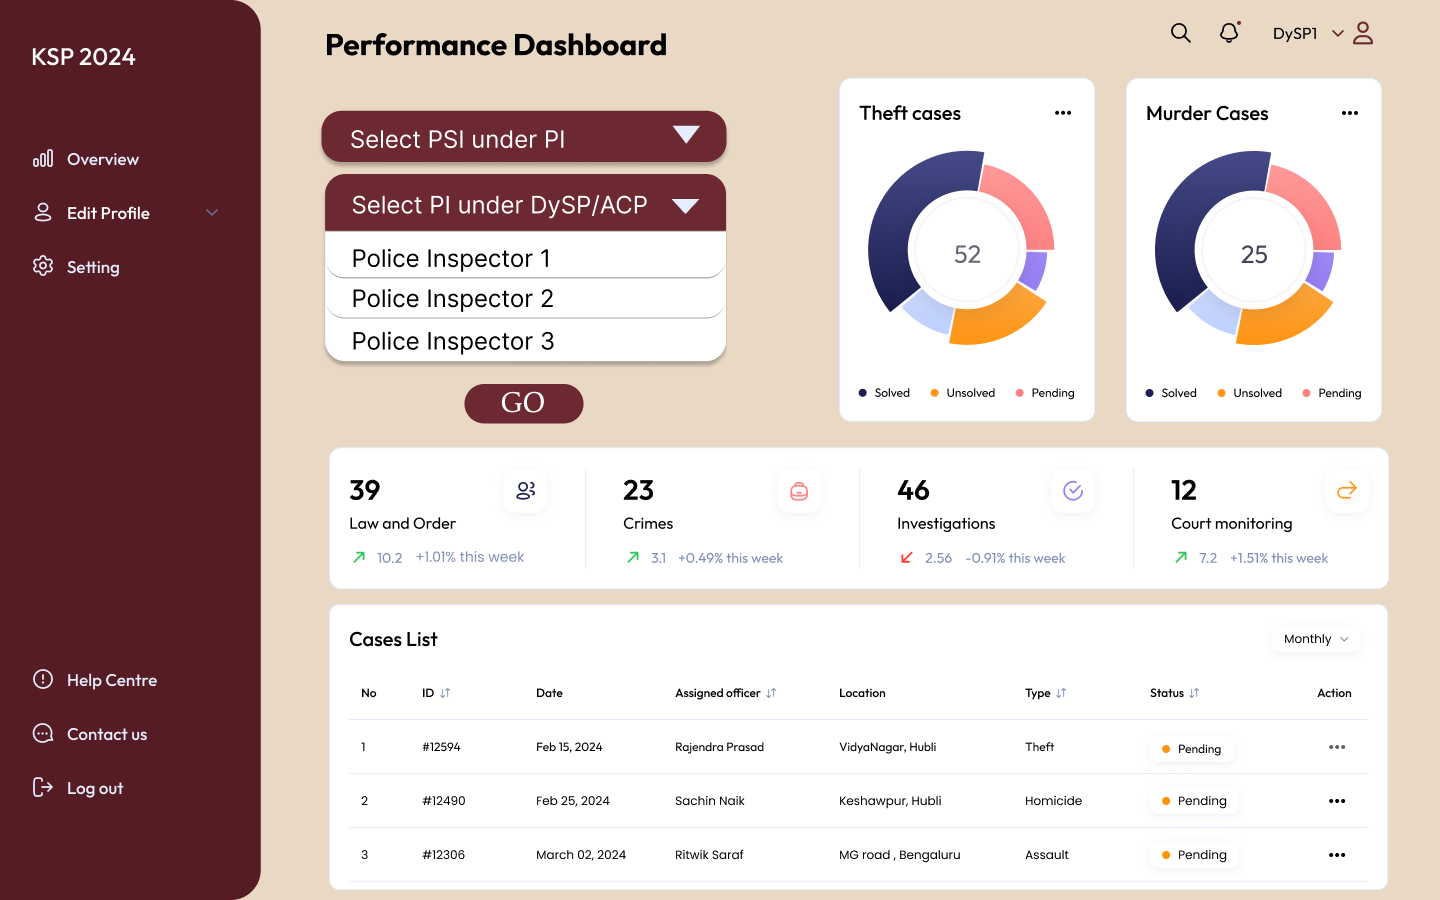 KSP 2024
Overview
Edit Profile
Setting
Help Centre
Contact us
Log out
Performance Dashboard
DySP1
Select PSI under PI
Select PI under DySP/ACP
Police Inspector 1
Police Inspector 2
Police Inspector 3
GO
Theft cases
52
Solved Unsolved Pending
Murder Cases
25
Solved Unsolved Pending
39
Law and Order
10.2 +1.01% this week
23
Crimes
3.1 +0.49% this week
46
Investigations
2.56 -0.91% this week
12
Court monitoring
7.2 +1.51% this week
Cases List
Monthly
No ID Date Assigned officer Location Type Status Action
1 #12594 Feb 15, 2024 Rajendra Prasad VidyaNagar, Hubli Theft Pending
2 #12490 Feb 25, 2024 Sachin Naik Keshawpur, Hubli Homicide Pending
3 #12306 March 02, 2024 Ritwik Saraf MG road , Bengaluru Assault Pending